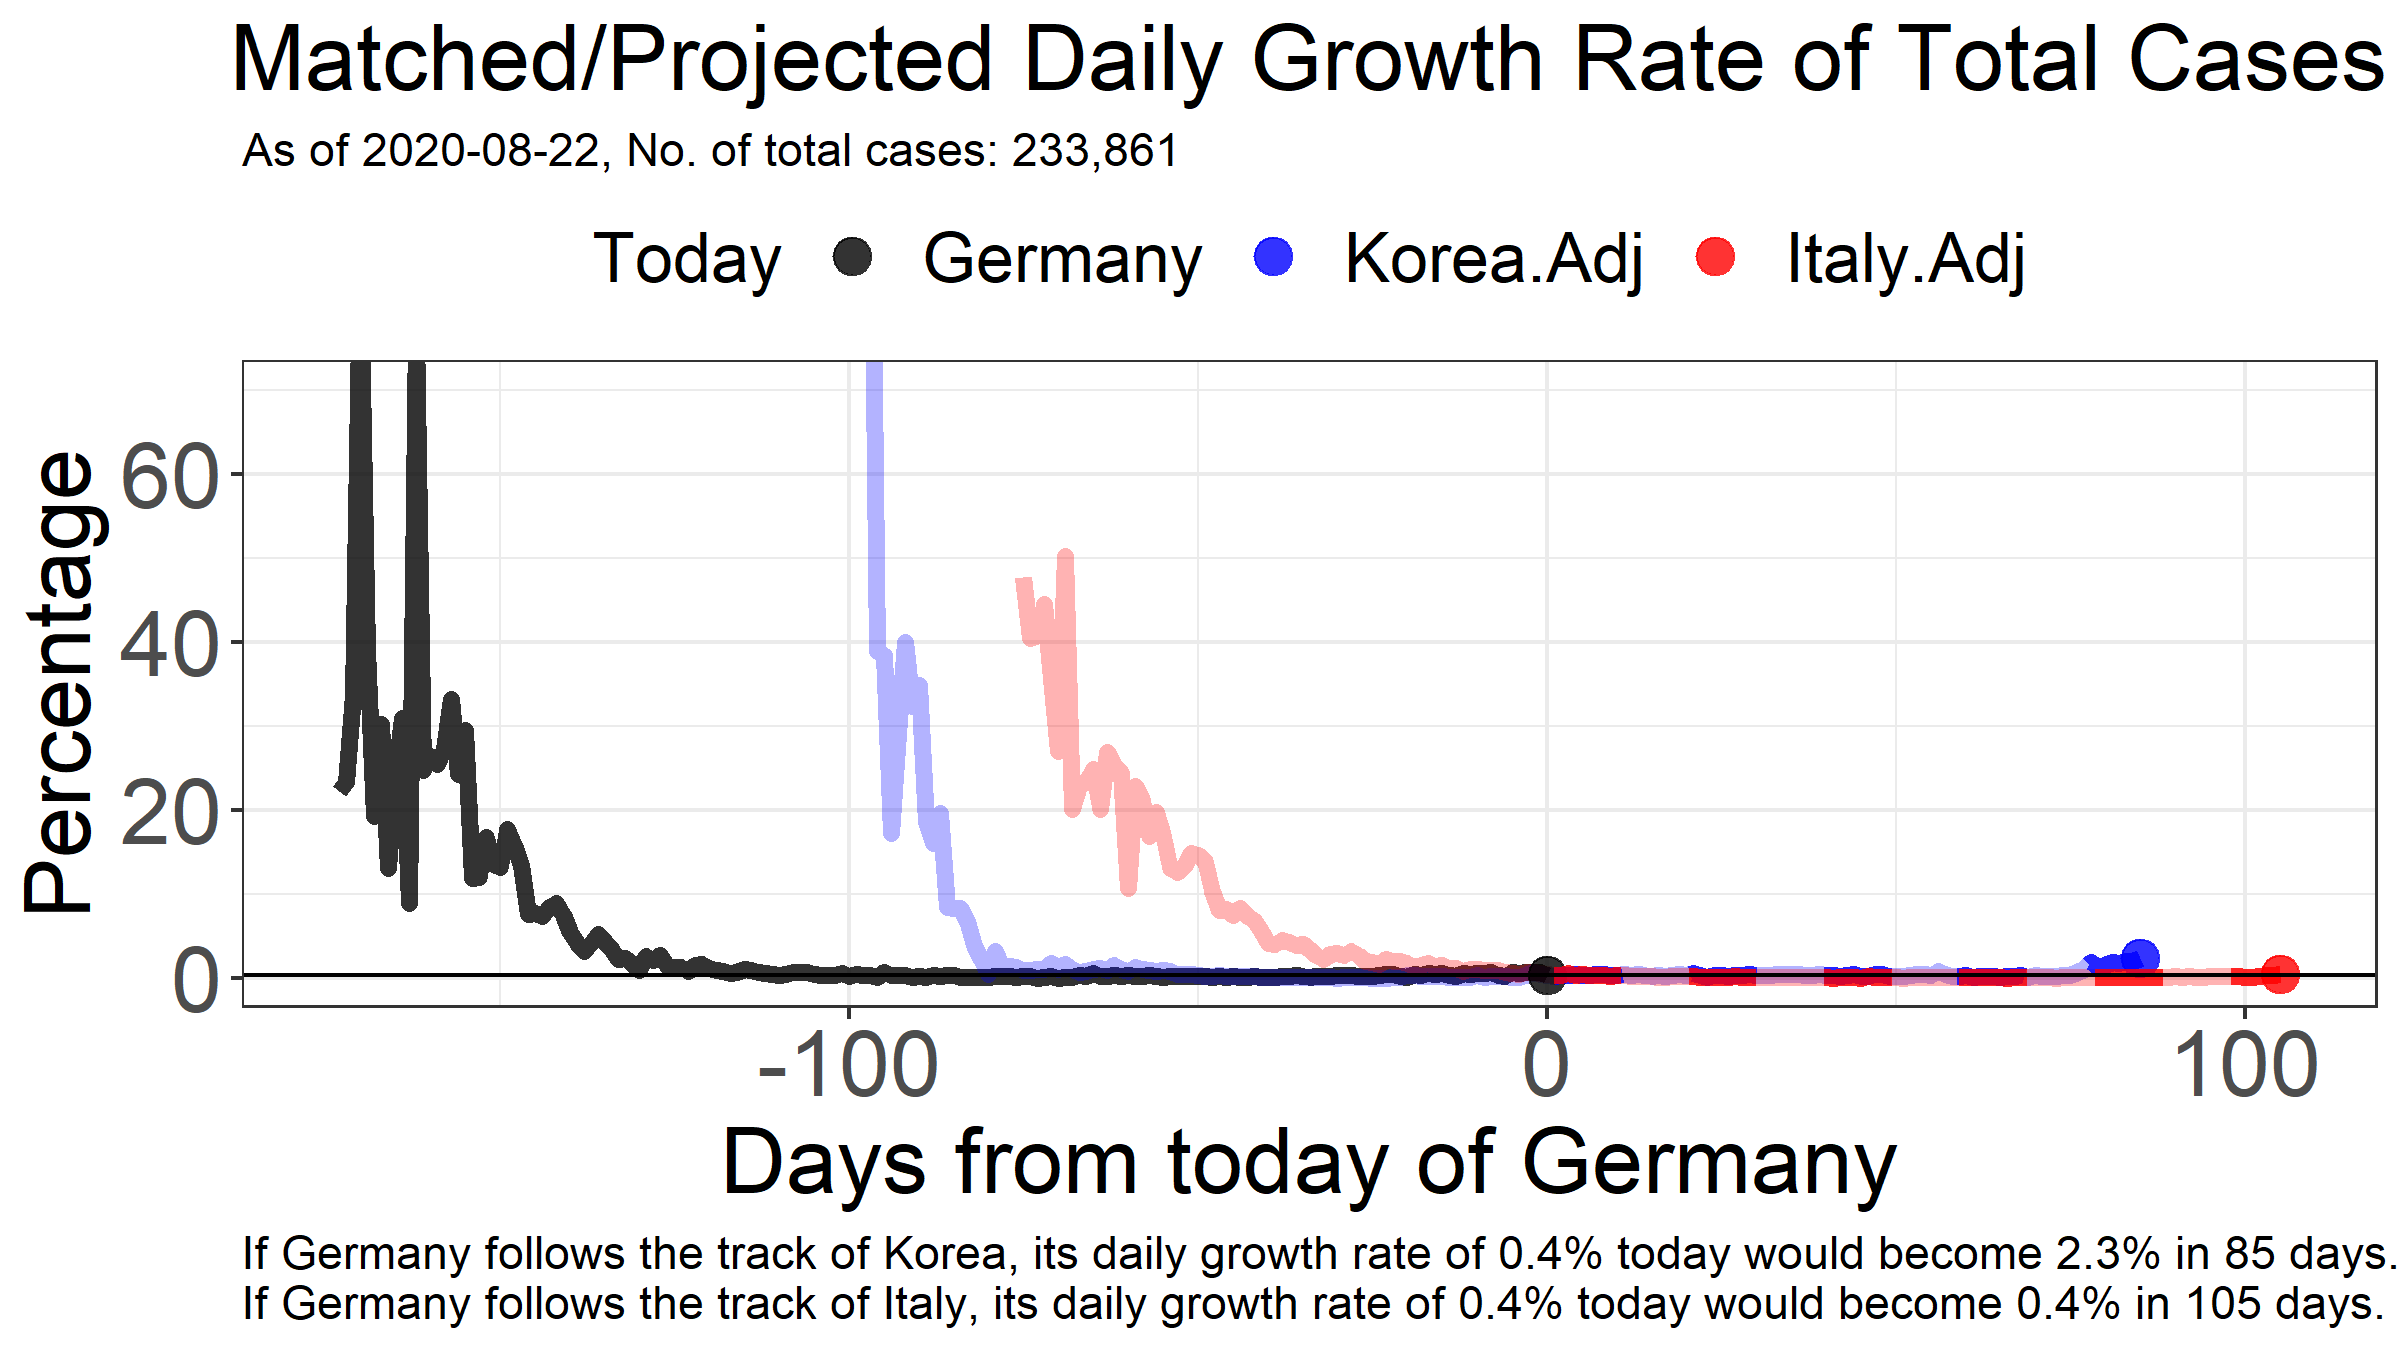 Matched/Projected Daily Growth Rate of Total Cases
As of 2020-08-22, No. of total cases: 233,861
Today Germany Korea.Adj Italy.Adj
Percentage
60
40
20
0
-100 0 100
Days from today of Germany
If Germany follows the track of Korea, its daily growth rate of 0.4% today would become 2.3% in 85 days.
If Germany follows the track of Italy, its daily growth rate of 0.4% today would become 0.4% in 105 days.